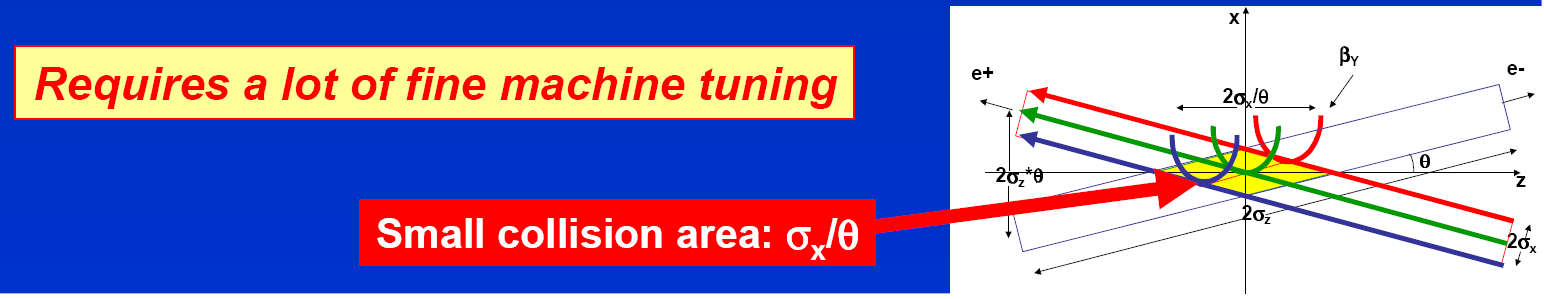 Requires a lot of fine machine tuning
Small collision area: σx/θ
x
βY
e+
e-
2σx/θ
θ
2σz*θ
z
2σz
2σx